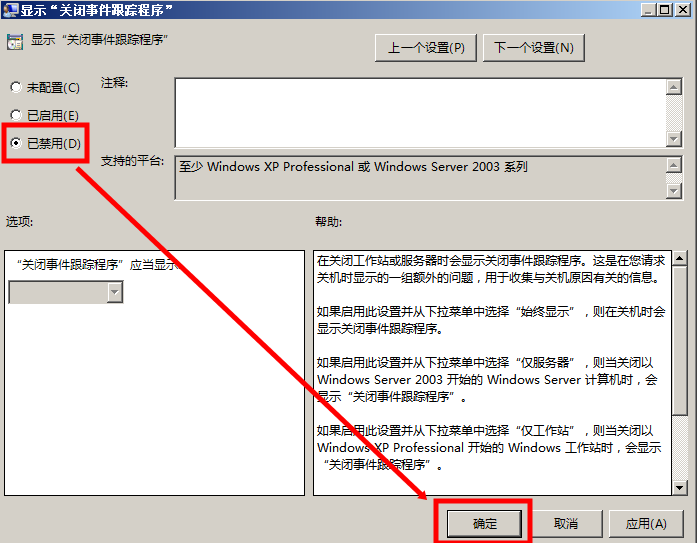 显示“关闭事件跟踪程序”
显示“关闭事件跟踪程序”
上一个设置(P)
下一个设置(N)
未配置(C)
注释:
已启用(E)
已禁用(D)
支持的平台:
至少 Windows XP Professional 或 Windows Server 2003 系列
选项:
帮助:
“关闭事件跟踪程序”应当显示
在关闭工作站或服务器时会显示关闭事件跟踪程序。这是在您请求
关机时显示的一组额外的问题，用于收集与关机原因有关的信息。
如果启用此设置并从下拉菜单中选择“始终显示”，则在关机时会
显示关闭事件跟踪程序。
如果启用此设置并从下拉菜单中选择“仅服务器”，则当关闭以
Windows Server 2003 开始的 Windows Server 计算机时，会
显示“关闭事件跟踪程序”。
如果启用此设置并从下拉菜单中选择“仅工作站”，则当关闭以
Windows XP Professional 开始的 Windows 工作站时，会显示
“关闭事件跟踪程序”。
确定
取消
应用(A)